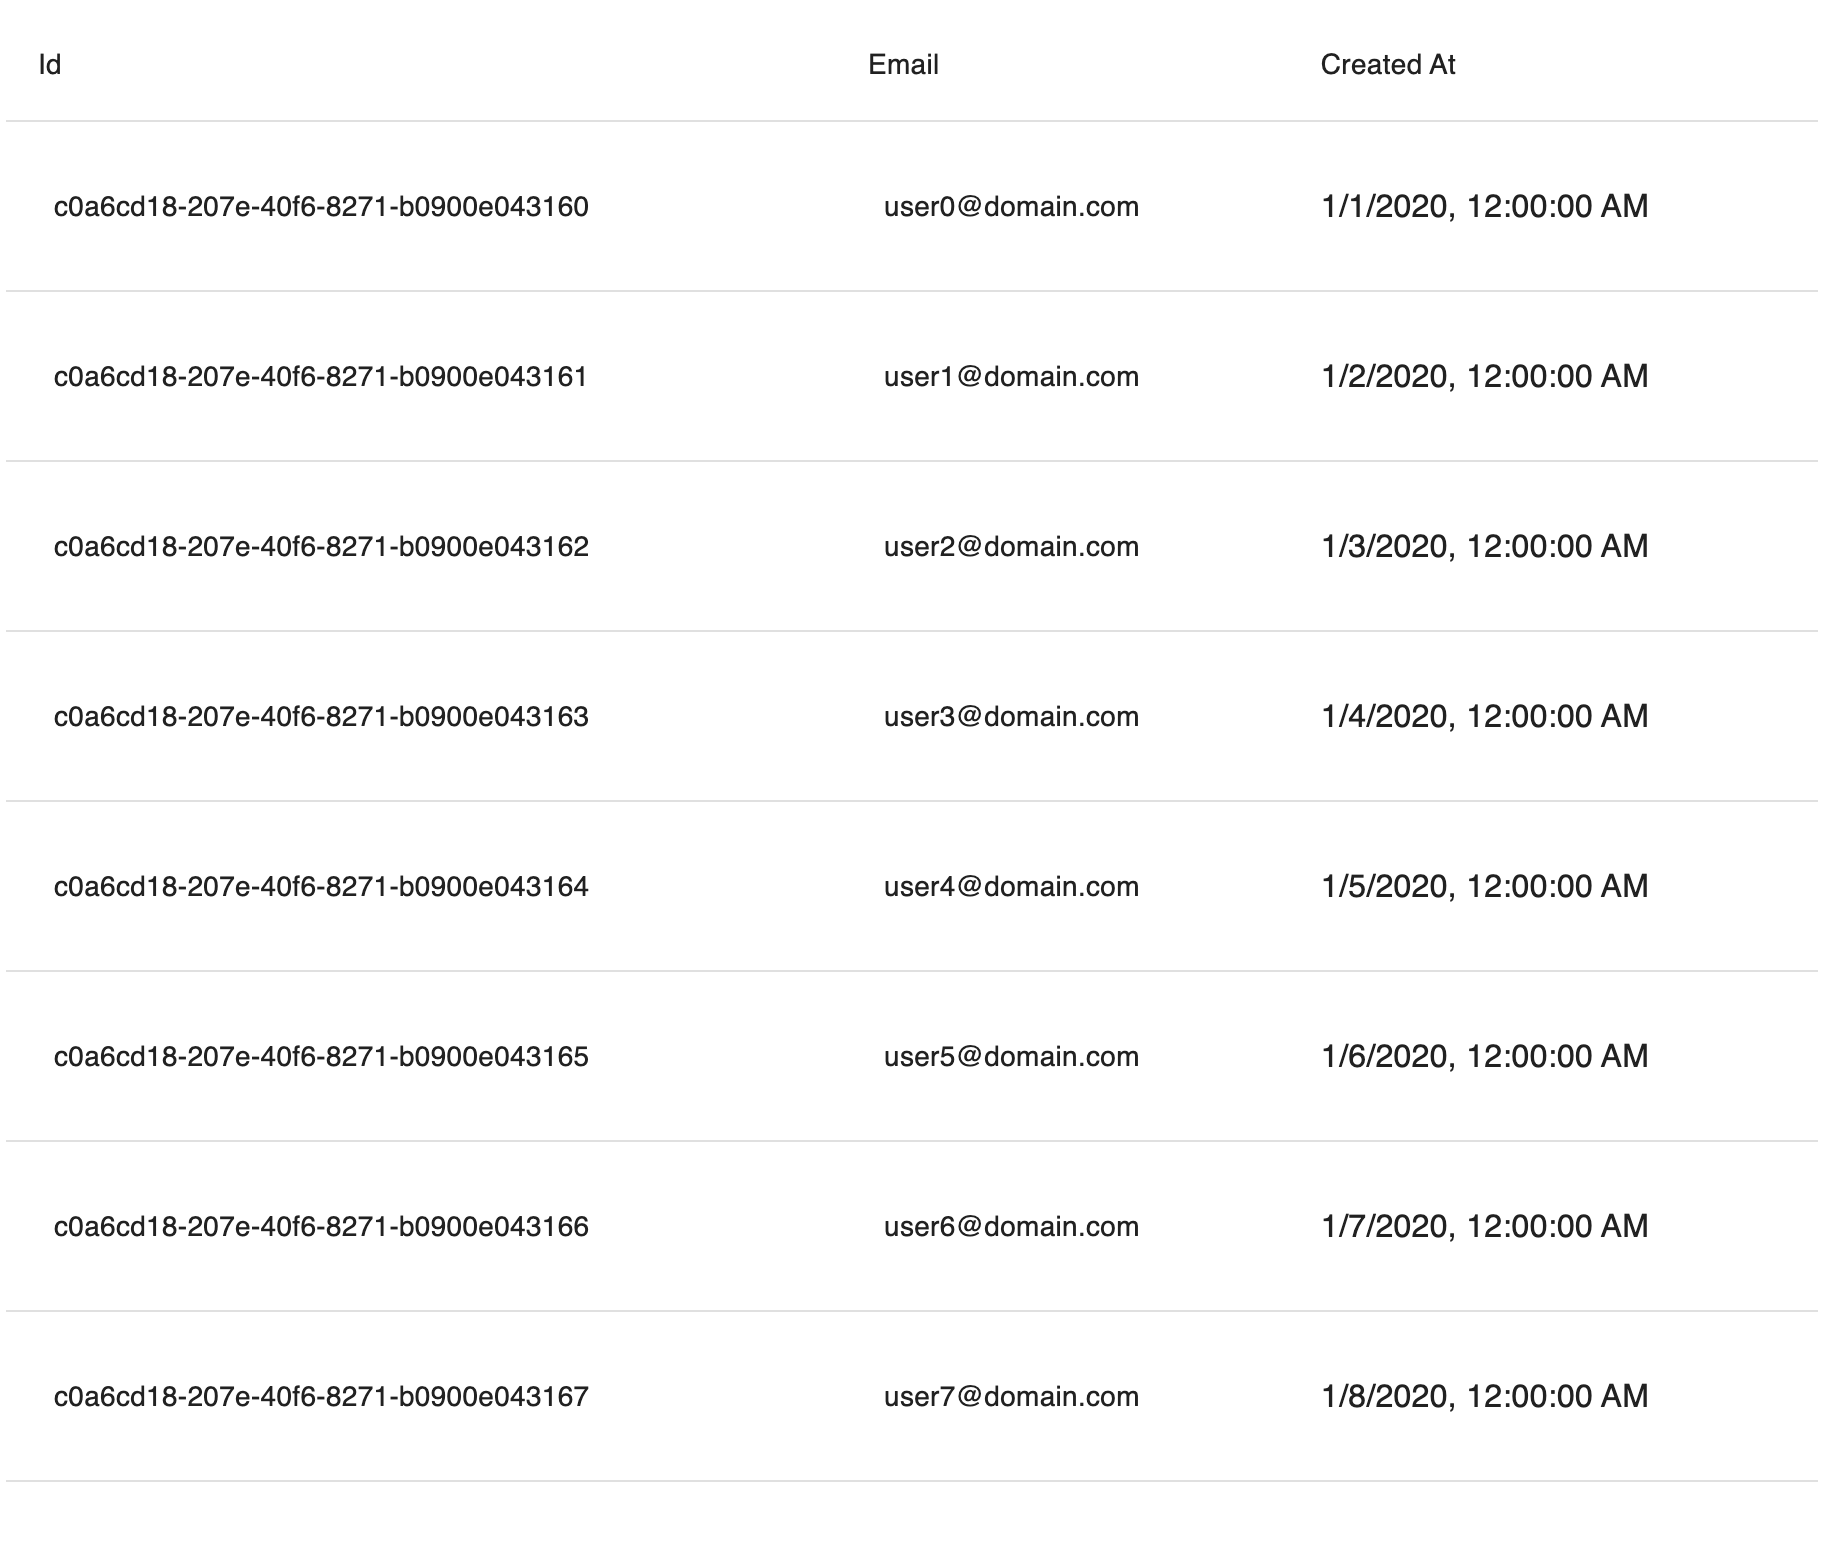 Id Email Created At
c0a6cd18-207e-40f6-8271-b0900e043160 user0@domain.com 1/1/2020, 12:00:00 AM
c0a6cd18-207e-40f6-8271-b0900e043161 user1@domain.com 1/2/2020, 12:00:00 AM
c0a6cd18-207e-40f6-8271-b0900e043162 user2@domain.com 1/3/2020, 12:00:00 AM
c0a6cd18-207e-40f6-8271-b0900e043163 user3@domain.com 1/4/2020, 12:00:00 AM
c0a6cd18-207e-40f6-8271-b0900e043164 user4@domain.com 1/5/2020, 12:00:00 AM
c0a6cd18-207e-40f6-8271-b0900e043165 user5@domain.com 1/6/2020, 12:00:00 AM
c0a6cd18-207e-40f6-8271-b0900e043166 user6@domain.com 1/7/2020, 12:00:00 AM
c0a6cd18-207e-40f6-8271-b0900e043167 user7@domain.com 1/8/2020, 12:00:00 AM